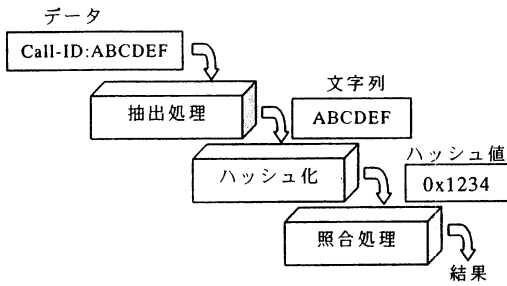 データ
Call-ID:ABCDEF
抽出処理
文字列
ABCDEF
ハッシュ化
ハッシュ値
0x1234
照合処理
結果